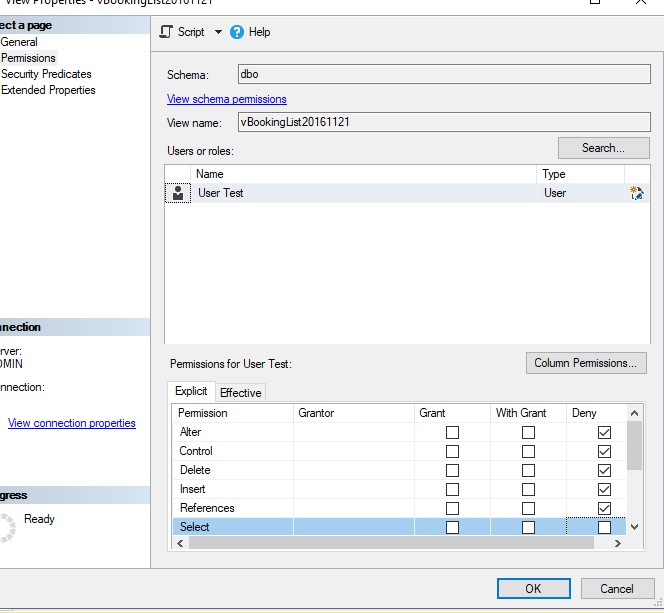 View Properties - vBookingList20161121
ect a page
General
Permissions
Security Predicates
Extended Properties
Script
Help
Schema:
dbo
View schema permissions
View name:
vBookingList20161121
Users or roles:
Search...
Name
Type
User Test
User
nnection
rver:
DMIN
nnection:
View connection properties
gress
Ready
Permissions for User Test:
Column Permissions...
Explicit
Effective
Permission
Grantor
Grant
With Grant
Deny
Alter
Control
Delete
Insert
References
Select
OK
Cancel